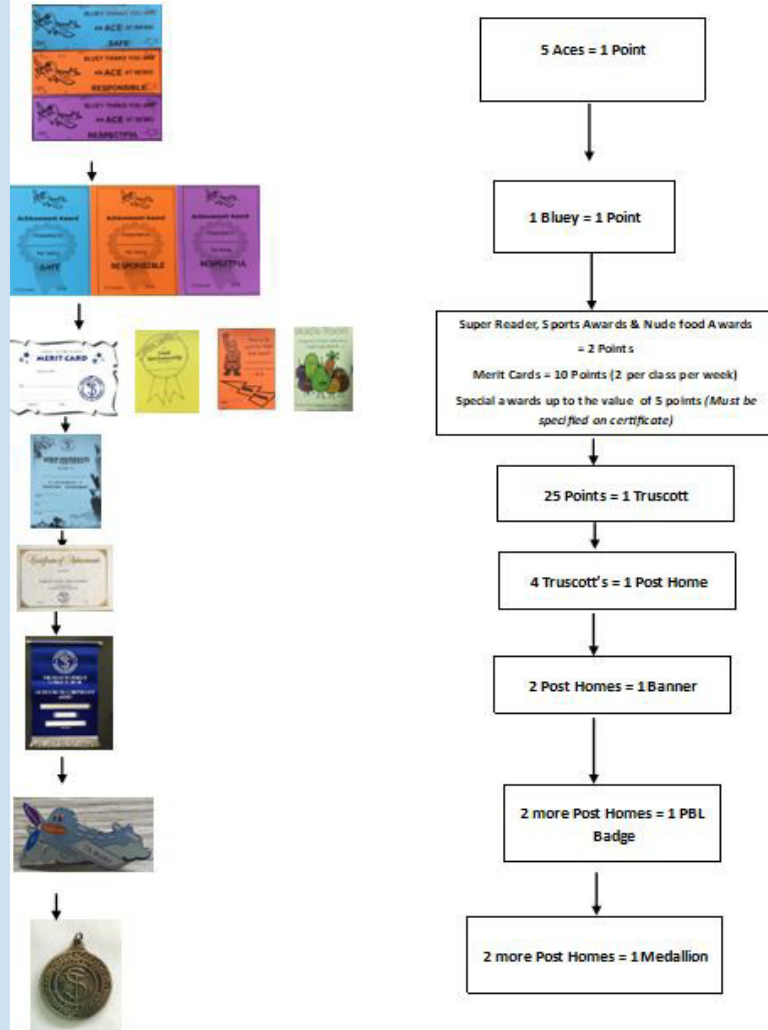 BLUEY THANKS YOU ARE
AN ACE AT BEING
SAFE
BLUEY THANKS YOU ARE
AN ACE AT BEING
RESPONSIBLE
BLUEY THANKS YOU ARE
AN ACE AT BEING
RESPECTFUL
Achievement Award
SAFE
Achievement Award
RESPONSIBLE
Achievement Award
RESPECTFUL
MERIT CARD
Certificate of Achievement
5 Aces = 1 Point
1 Bluey = 1 Point
Super Reader, Sports Awards & Nude food Awards
= 2 Points
Merit Cards = 10 Points (2 per class per week)
Special awards up to the value of 5 points (Must be
specified on certificate)
25 Points = 1 Truscott
4 Truscott's = 1 Post Home
2 Post Homes = 1 Banner
2 more Post Homes = 1 PBL
Badge
2 more Post Homes = 1 Medallion